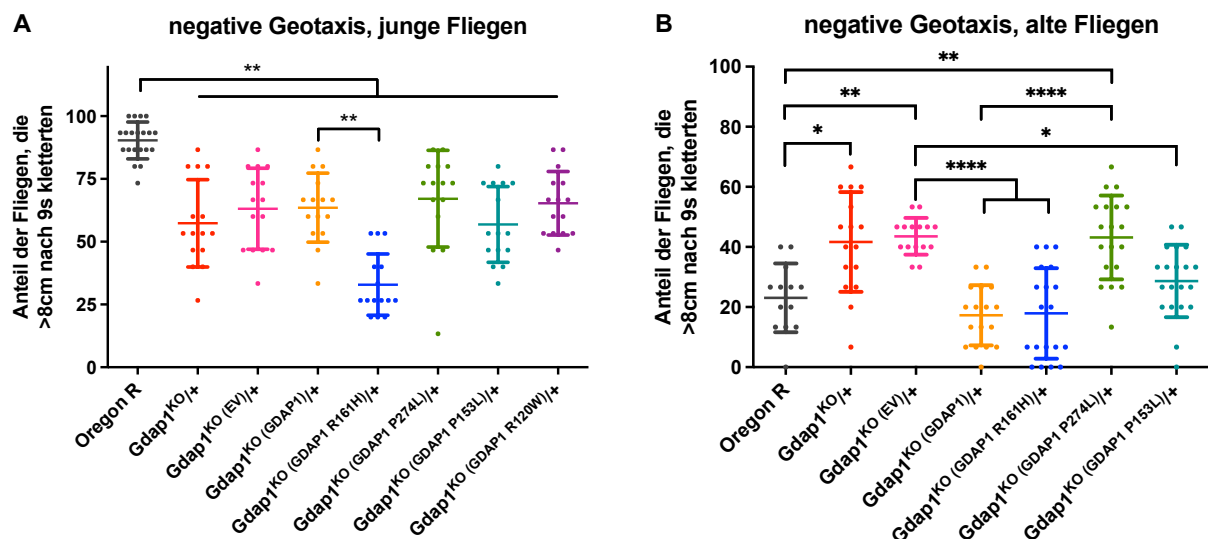 A
negative Geotaxis, junge Fliegen
Anteil der Fliegen, die
>8cm nach 9s kletterten
100
75
50
25
0
**
**
Oregon R
Gdap1KO/+
Gdap1KO (EV)/+
Gdap1KO (GDAP1)/+
Gdap1KO (GDAP1 R161H)/+
Gdap1KO (GDAP1 P274L)/+
Gdap1KO (GDAP1 P153L)/+
Gdap1KO (GDAP1 R120W)/+
B
negative Geotaxis, alte Fliegen
Anteil der Fliegen, die
>8cm nach 9s kletterten
100
80
60
40
20
0
**
**
****
*
*
****
Oregon R
Gdap1KO/+
Gdap1KO (EV)/+
Gdap1KO (GDAP1)/+
Gdap1KO (GDAP1 R161H)/+
Gdap1KO (GDAP1 P274L)/+
Gdap1KO (GDAP1 P153L)/+